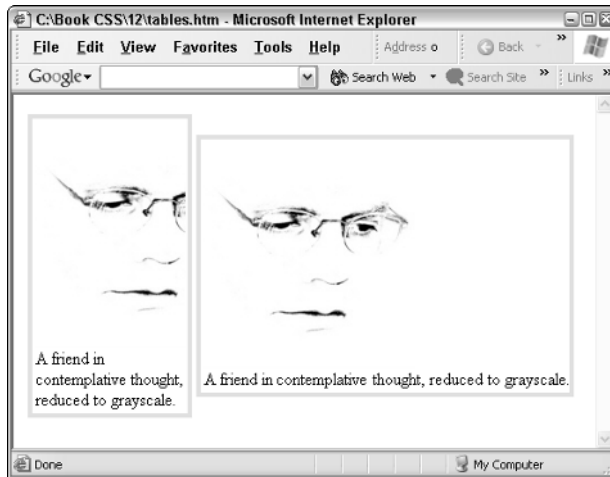 C:\Book CSS\12\tables.htm - Microsoft Internet Explorer
File Edit View Favorites Tools Help Address Back »
Google Search Web Search Site » Links »
A friend in
contemplative thought,
reduced to grayscale.
A friend in contemplative thought, reduced to grayscale.
Done My Computer